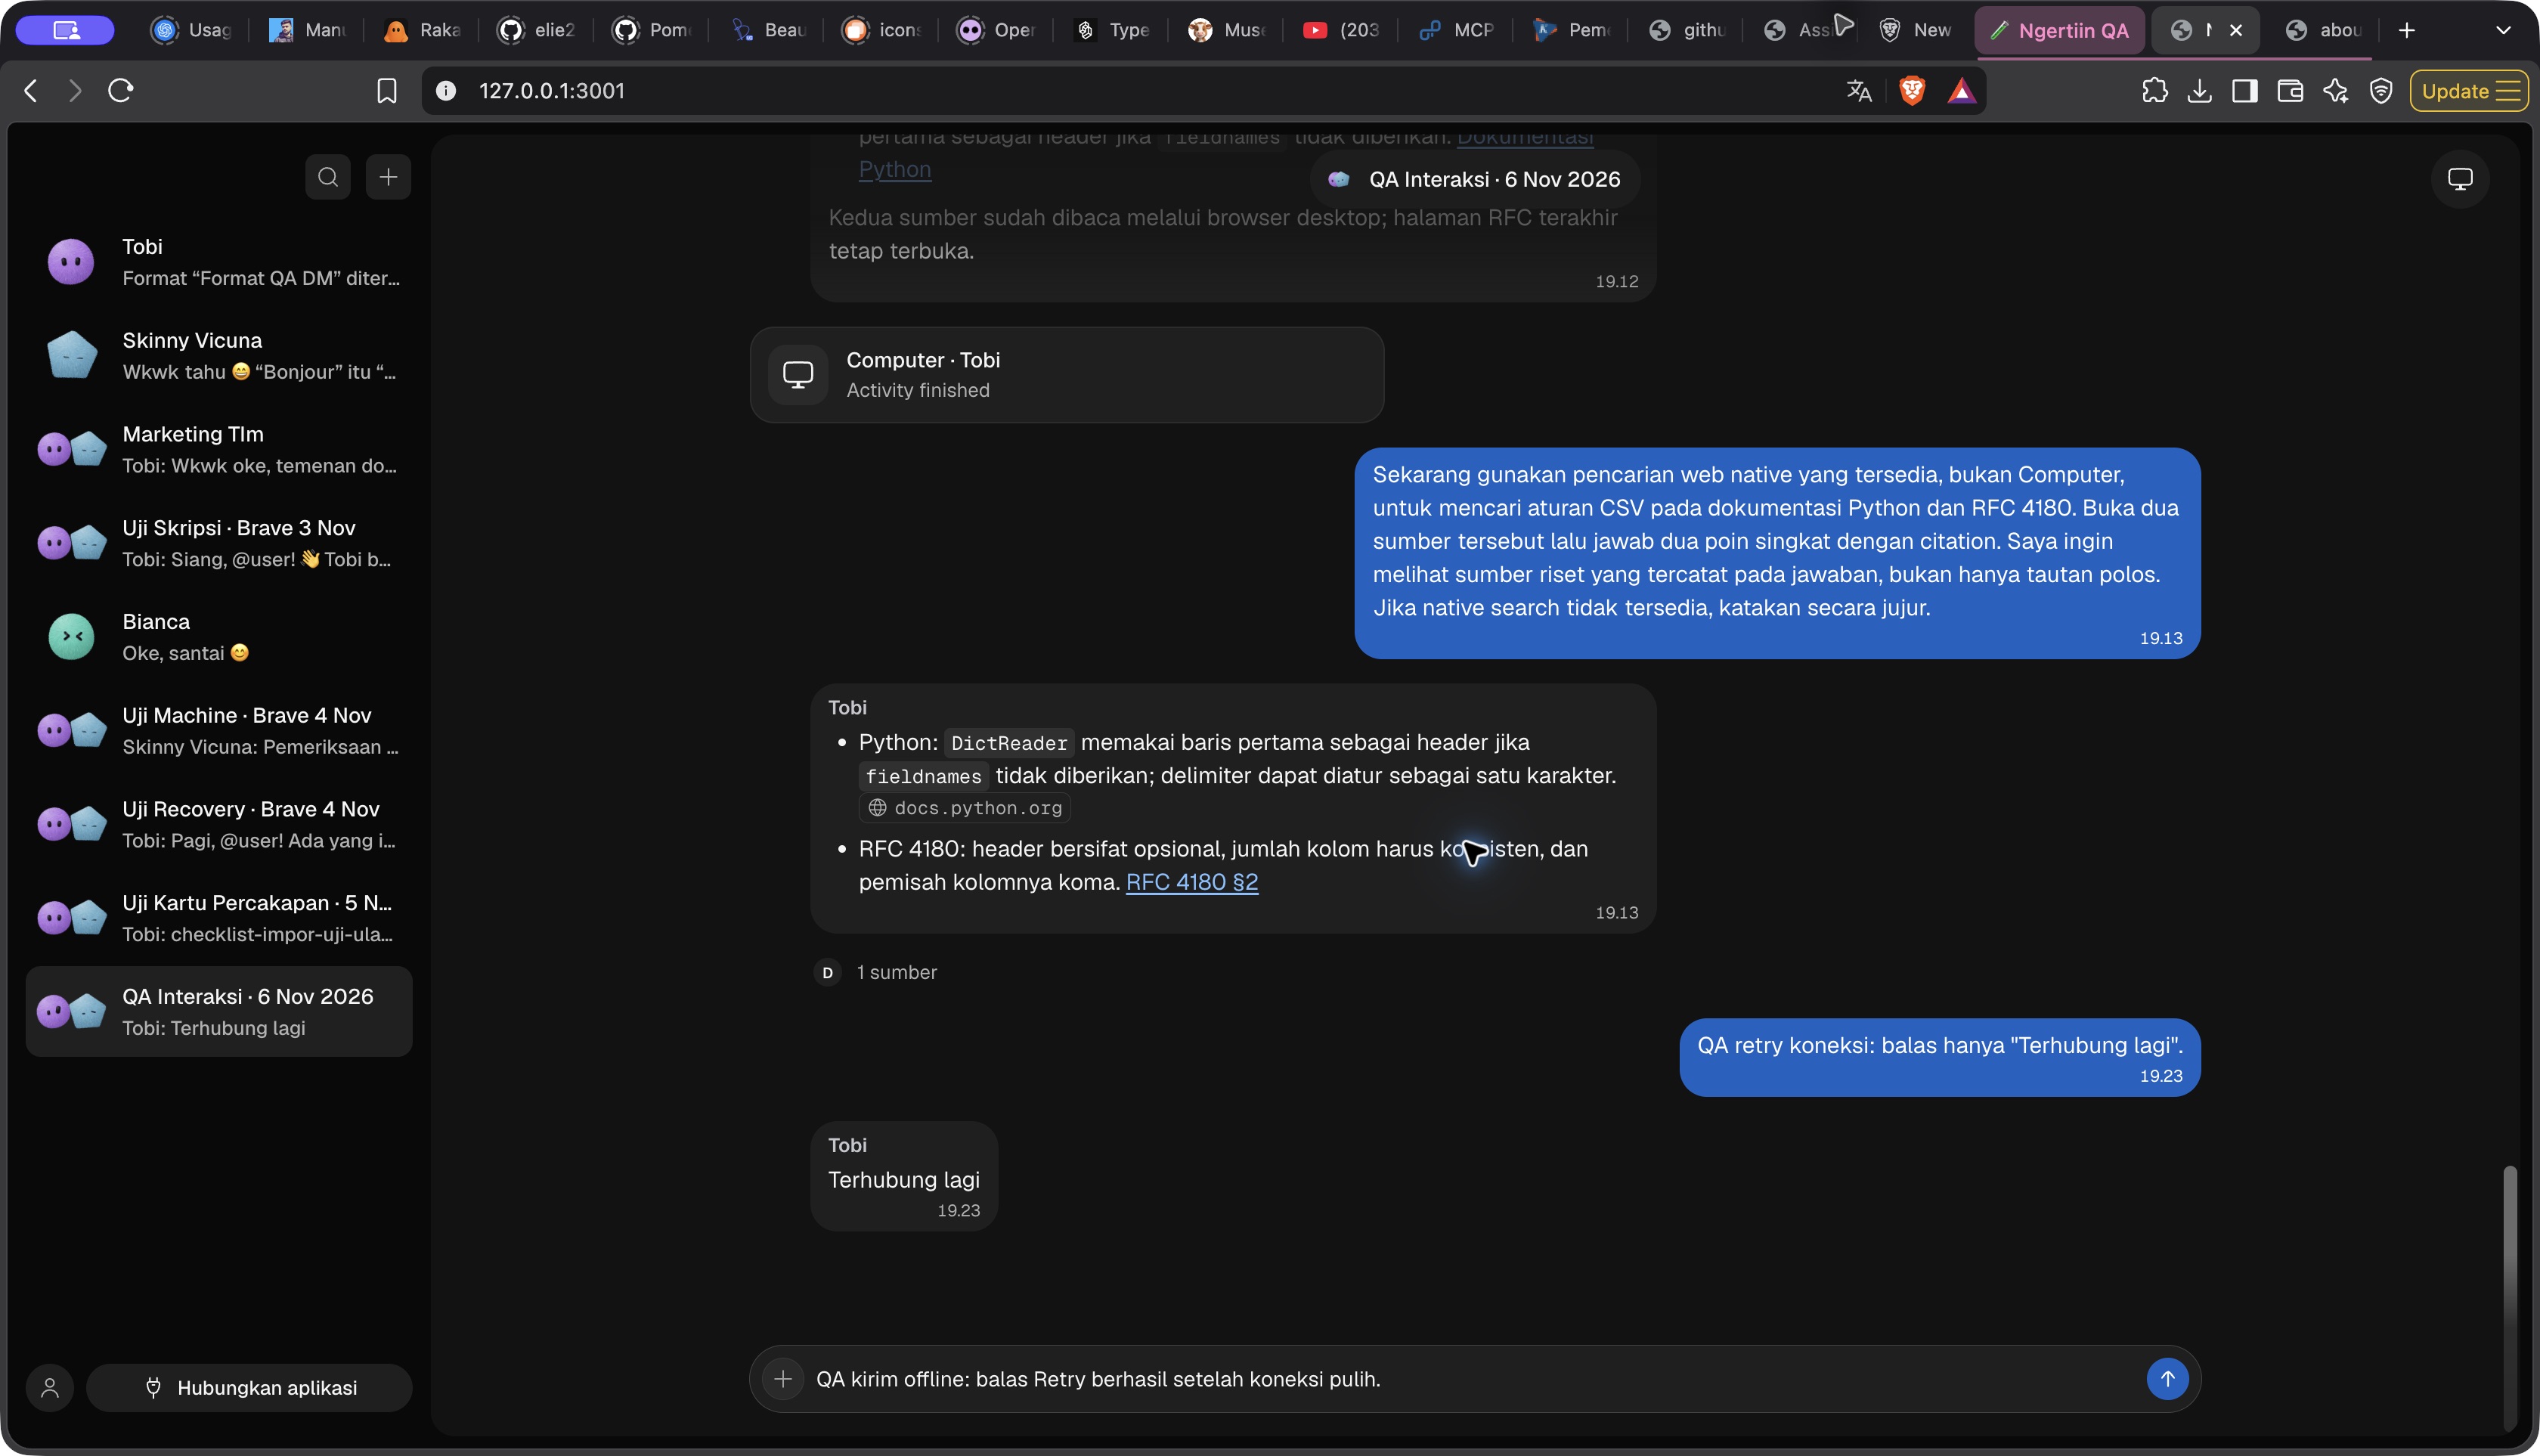 Usag
Manu
Raka
elie2
Pome
Beau
icons
Oper
Type
Muse
(203
MCP
Peme
githu
Assi
New
Ngertiin QA
abou
127.0.0.1:3001
Update
Tobi
Format “Format QA DM” diter...
Skinny Vicuna
Wkwk tahu 😄 “Bonjour” itu “...
Marketing TIm
Tobi: Wkwk oke, temenan do...
Uji Skripsi · Brave 3 Nov
Tobi: Siang, @user! 👋 Tobi b...
Bianca
Oke, santai 😊
Uji Machine · Brave 4 Nov
Skinny Vicuna: Pemeriksaan ...
Uji Recovery · Brave 4 Nov
Tobi: Pagi, @user! Ada yang i...
Uji Kartu Percakapan · 5 N...
Tobi: checklist-impor-uji-ula...
QA Interaksi · 6 Nov 2026
Tobi: Terhubung lagi
Hubungkan aplikasi
pertama sebagai header jika fieldnames tidak diberikan. Dokumentasi
Python
QA Interaksi · 6 Nov 2026
Kedua sumber sudah dibaca melalui browser desktop; halaman RFC terakhir
tetap terbuka.
19.12
Computer · Tobi
Activity finished
Sekarang gunakan pencarian web native yang tersedia, bukan Computer,
untuk mencari aturan CSV pada dokumentasi Python dan RFC 4180. Buka dua
sumber tersebut lalu jawab dua poin singkat dengan citation. Saya ingin
melihat sumber riset yang tercatat pada jawaban, bukan hanya tautan polos.
Jika native search tidak tersedia, katakan secara jujur.
19.13
Tobi
• Python: DictReader memakai baris pertama sebagai header jika
fieldnames tidak diberikan; delimiter dapat diatur sebagai satu karakter.
docs.python.org
• RFC 4180: header bersifat opsional, jumlah kolom harus konsisten, dan
pemisah kolomnya koma. RFC 4180 §2
19.13
D 1 sumber
QA retry koneksi: balas hanya "Terhubung lagi".
19.23
Tobi
Terhubung lagi
19.23
QA kirim offline: balas Retry berhasil setelah koneksi pulih.